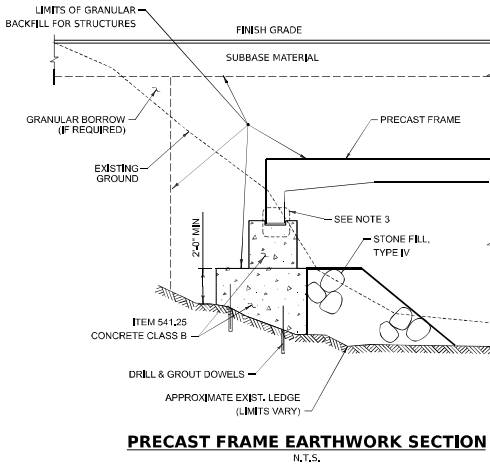 LIMITS OF GRANULAR
BACKFILL FOR STRUCTURES
FINISH GRADE
SUBBASE MATERIAL
GRANULAR BORROW
(IF REQUIRED)
PRECAST FRAME
EXISTING
GROUND
SEE NOTE 3
2'-0" MIN
STONE FILL,
TYPE IV
ITEM 541.25
CONCRETE CLASS B
DRILL & GROUT DOWELS
APPROXIMATE EXIST. LEDGE
(LIMITS VARY)
PRECAST FRAME EARTHWORK SECTION
N.T.S.